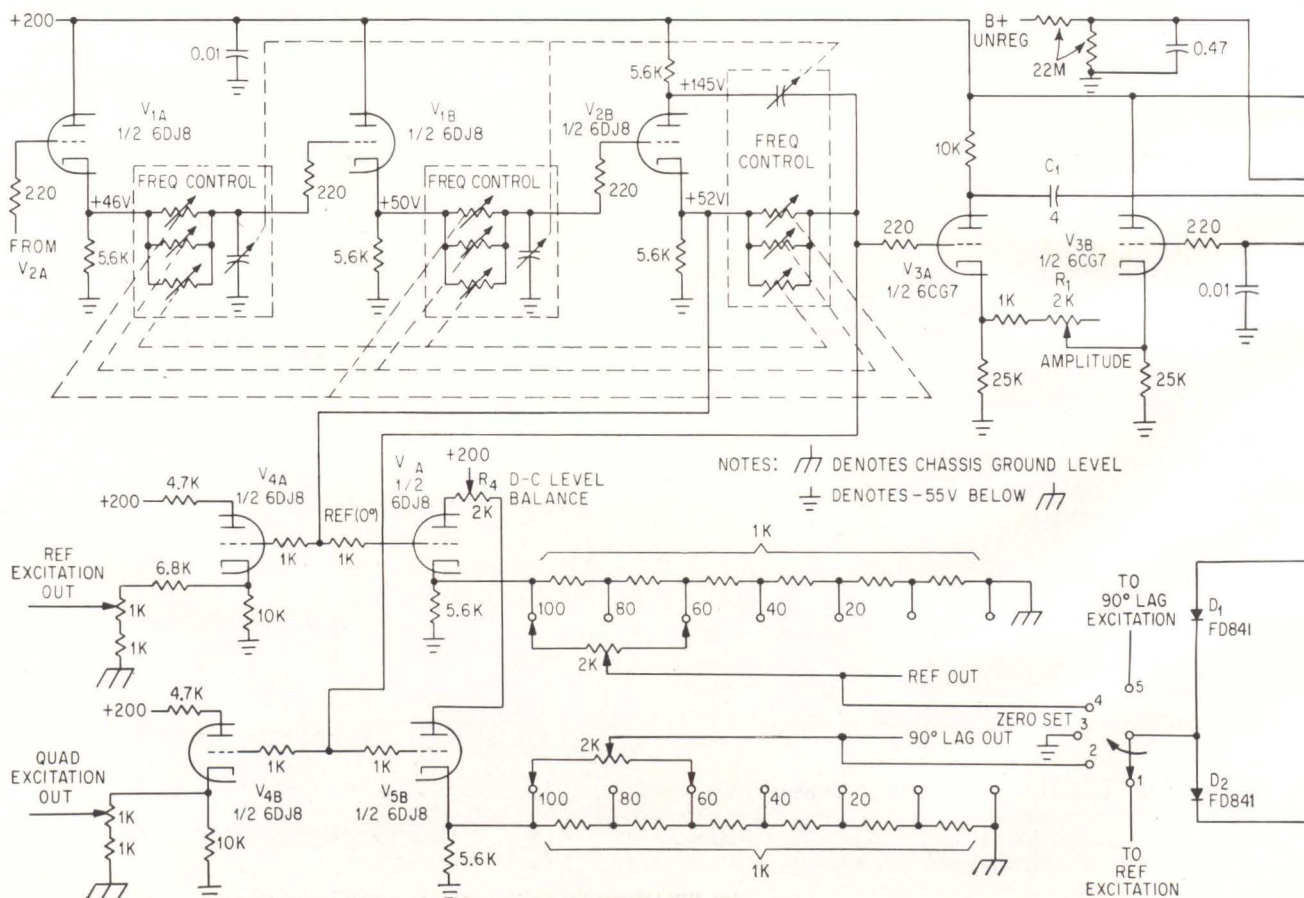 +200
0.01
5.6K
+145V
B+
UNREG
22M
0.47
V1A
1/2 6DJ8
V1B
1/2 6DJ8
V2B
1/2 6DJ8
FREQ
CONTROL
10K
C1
4
220
FREQ CONTROL
220
FREQ CONTROL
220
+46V
+50V
+52V
FROM
V2A
5.6K
5.6K
5.6K
220
V3A
1/2 6CG7
V3B
1/2 6CG7
220
0.01
1K
R1
2K
AMPLITUDE
25K
25K
NOTES: DENOTES CHASSIS GROUND LEVEL
DENOTES -55V BELOW
4.7K
+200
V4A
1/2 6DJ8
REF(0°)
V A
1/2
6DJ8
+200
R4
2K
D-C LEVEL
BALANCE
1K
1K
REF
EXCITATION
OUT
6.8K
1K
1K
10K
5.6K
1K
100
80
60
40
20
2K
REF OUT
TO
90° LAG
EXCITATION
D1
FD841
5
4
ZERO SET 3
2
1
4.7K
+200
QUAD
EXCITATION
OUT
1K
1K
1K
1K
V4B
1/2 6DJ8
V5B
1/2 6DJ8
10K
5.6K
2K
90° LAG OUT
100
80
60
40
20
1K
D2
FD841
TO
REF
EXCITATION